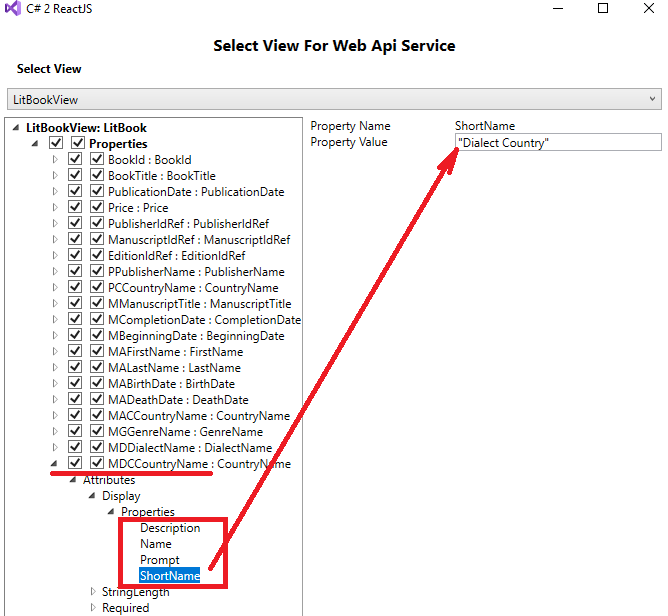 C# 2 ReactJS
Select View For Web Api Service
Select View
LitBookView
LitBookView: LitBook
Properties
BookId : BookId
BookTitle : BookTitle
PublicationDate : PublicationDate
Price : Price
PublisherIdRef : PublisherIdRef
ManuscriptIdRef : ManuscriptIdRef
EditionIdRef : EditionIdRef
PPublisherName : PublisherName
PCCountryName : CountryName
MManuscriptTitle : ManuscriptTitle
MCompletionDate : CompletionDate
MBeginningDate : BeginningDate
MAFirstName : FirstName
MALastName : LastName
MABirthDate : BirthDate
MADeathDate : DeathDate
MACCountryName : CountryName
MGGenreName : GenreName
MDDialectName : DialectName
MDCCountryName : CountryName
Attributes
Display
Properties
Description
Name
Prompt
ShortName
StringLength
Required
Property Name ShortName
Property Value "Dialect Country"